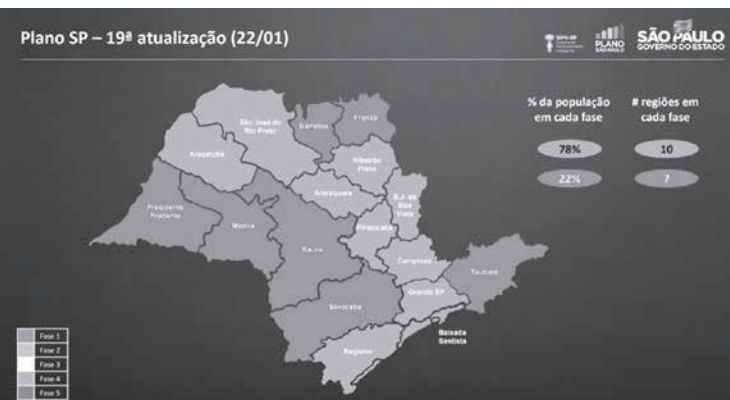 Plano SP – 19ª atualização (22/01)
PLANO
SÃO PAULO
SÃO PAULO
GOVERNO DO ESTADO
% da população
em cada fase
# regiões em
cada fase
78%
10
22%
7
São José do
Rio Preto
Barretos
Franca
Araçatuba
Ribeirão
Preto
Araraquara
S.J. da
Boa
Vista
Presidente
Prudente
Marília
Bauru
Piracicaba
Campinas
Taubaté
Sorocaba
Grande SP
Baixada
Santista
Registro
Fase 1
Fase 2
Fase 3
Fase 4
Fase 5